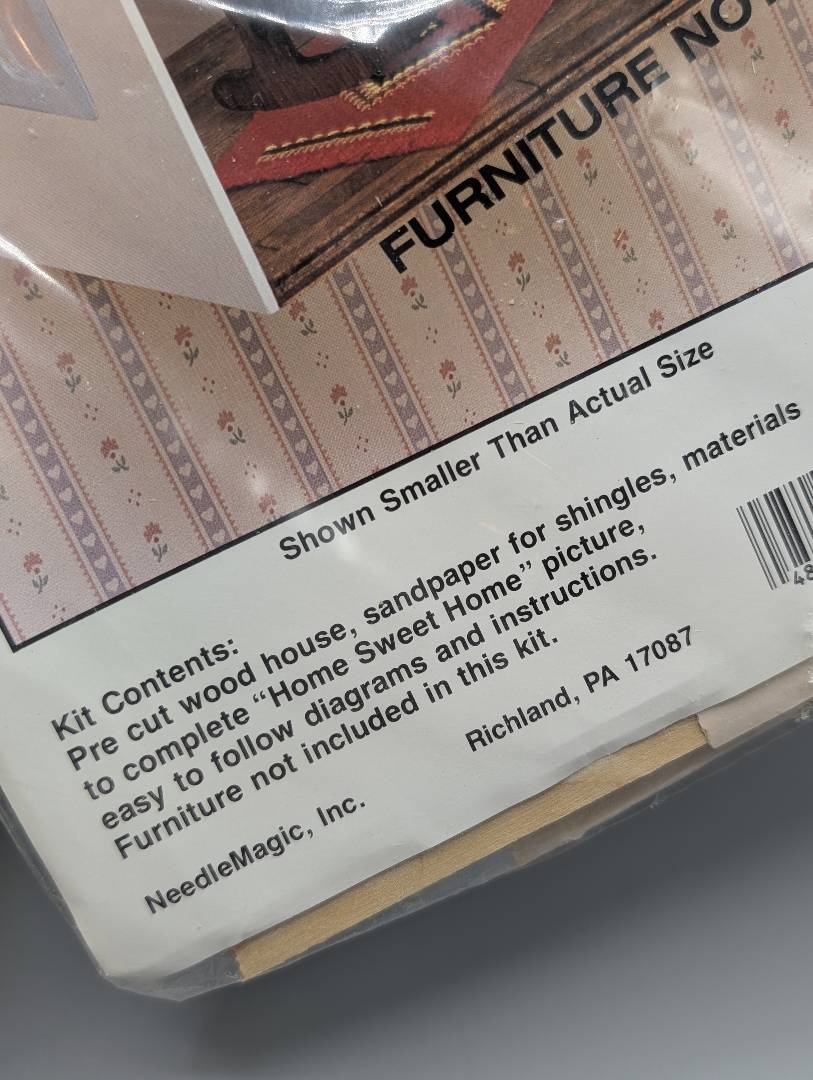 FURNITURE NOT
Shown Smaller Than Actual Size
Kit Contents:
Pre cut wood house, sandpaper for shingles, materials
to complete “Home Sweet Home” picture,
easy to follow diagrams and instructions.
Furniture not included in this kit.
NeedleMagic, Inc.
Richland, PA 17087
48